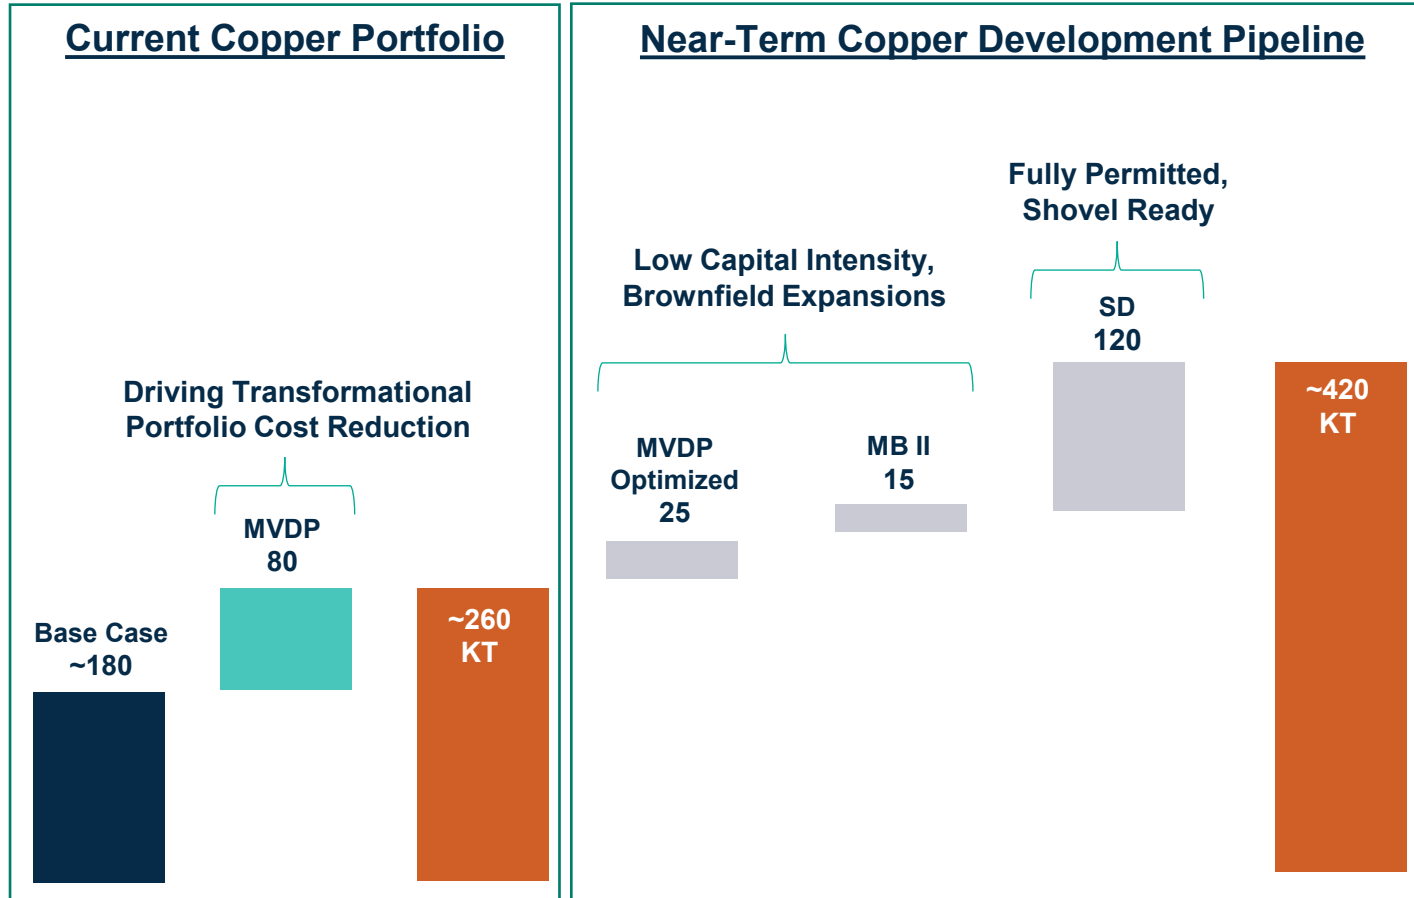 Current Copper Portfolio
Driving Transformational
Portfolio Cost Reduction
MVDP
80
Base Case
~180
~260
KT
Near-Term Copper Development Pipeline
Fully Permitted,
Shovel Ready
Low Capital Intensity,
Brownfield Expansions
SD
120
MVDP
Optimized
25
MB II
15
~420
KT